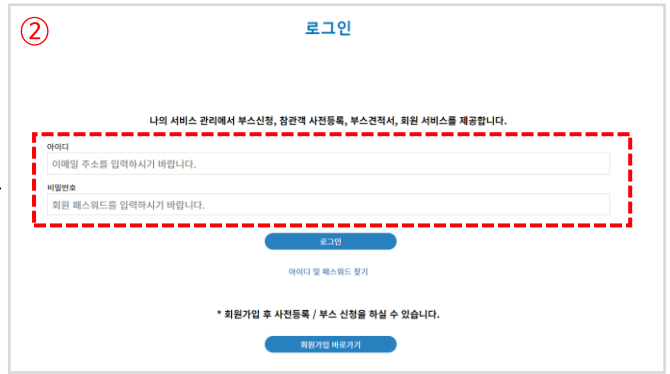 ②
로그인
나의 서비스 관리에서 부스신청, 참관객 사전등록, 부스견적서, 회원 서비스를 제공합니다.
아이디
이메일 주소를 입력하시기 바랍니다.
비밀번호
회원 패스워드를 입력하시기 바랍니다.
로그인
아이디 및 패스워드 찾기
* 회원가입 후 사전등록 / 부스 신청을 하실 수 있습니다.
회원가입 바로가기